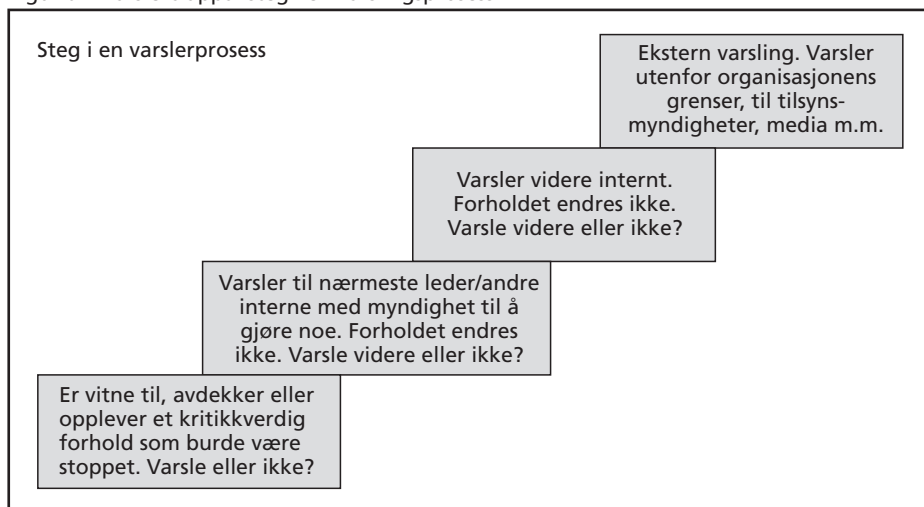 Steg i en varslerprosess
Ekstern varsling. Varsler
utenfor organisasjonens
grenser, til tilsyns-
myndigheter, media m.m.
Varsler videre internt.
Forholdet endres ikke.
Varsle videre eller ikke?
Varsler til nærmeste leder/andre
interne med myndighet til å
gjøre noe. Forholdet endres
ikke. Varsle videre eller ikke?
Er vitne til, avdekker eller
opplever et kritikkverdig
forhold som burde være
stoppet. Varsle eller ikke?